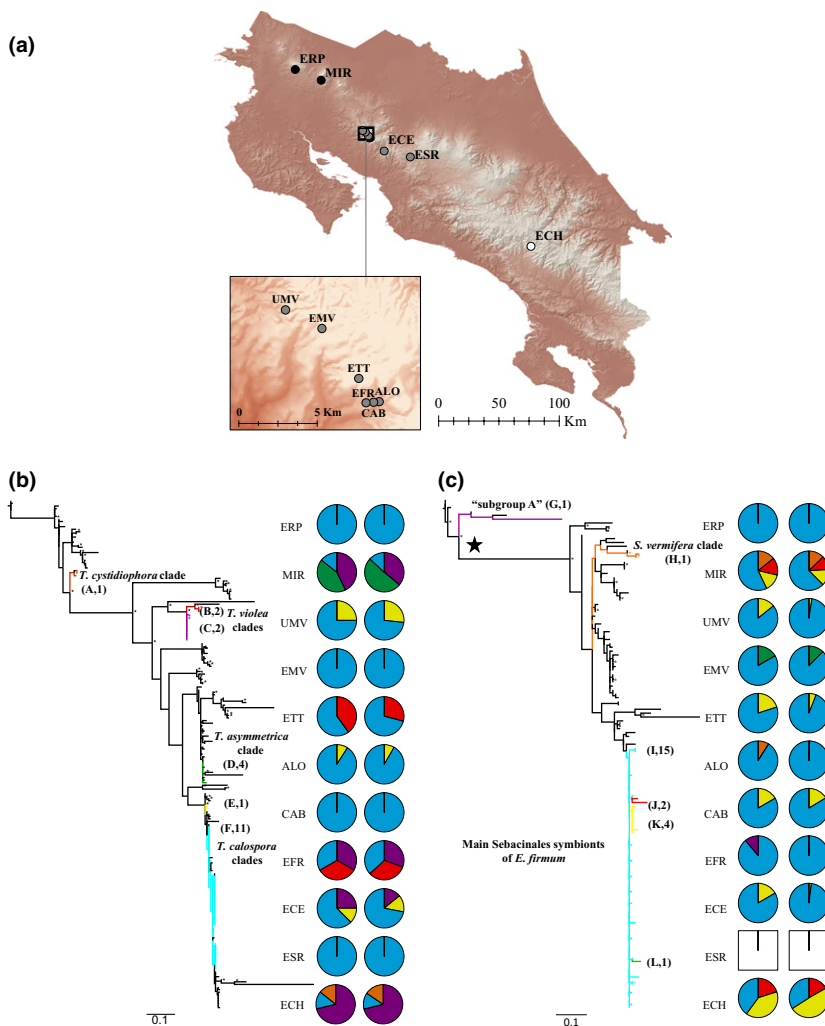 (a)
ERP
MIR
ECE
ESR
ECH
UMV
EMV
ETT
EFR
ALO
CAB
0 5 Km
0 50 100
Km
(b)
T. cystidiophora clade
(A,1)
(B,2) T. violea
(C,2) clades
T. asymmetrica
clade
(D,4)
(E,1)
(F,11)
T. calospora
clades
0.1
ERP
MIR
UMV
EMV
ETT
ALO
CAB
EFR
ECE
ESR
ECH
(c)
“subgroup A” (G,1)
S. vermifera clade
(H,1)
(I,15)
(J,2)
(K,4)
Main Sebacinales symbionts
of E. firmum
(L,1)
0.1
ERP
MIR
UMV
EMV
ETT
ALO
CAB
EFR
ECE
ESR
ECH